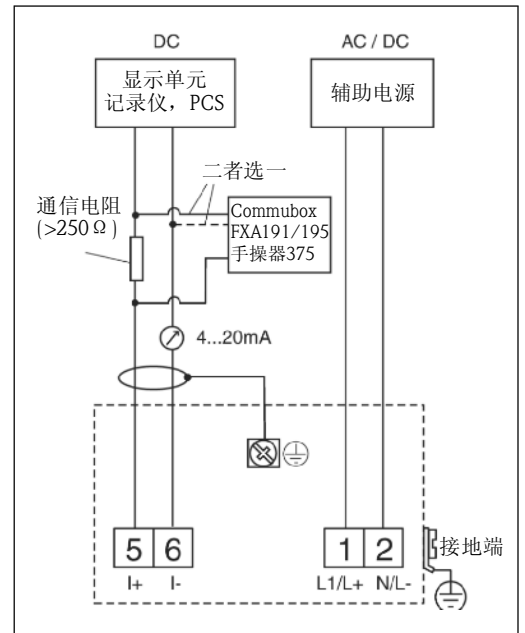 DC
AC / DC
显示单元
记录仪，PCS
辅助电源
二者选一
通信电阻
(>250Ω)
Commubox
FXA191/195
手操器375
4...20mA
5 6
1 2
接地端
I+ I-
L1/L+ N/L-